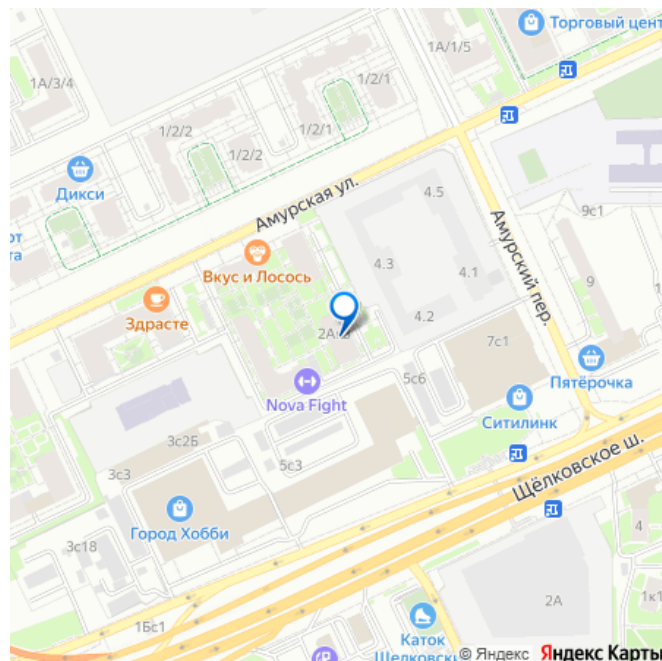 Торговый цент
1А/1/5
1А/3/4
1/2/1
1/2/2
1/2/1
1/2/2
Дикси
4.5
Амурская ул.
9с1
рт
та
Вкус и Лосось
4.3
4.1
Амурский пер.
9
Здрасте
4.2
2А/
7с1
5с6
Пятёрочка
Nova Fight
Ситилинк
3с2Б
5с3
3с3
Щёлковское ш.
Город Хобби
3с18
4
1к1
2А
1Бс1
Каток
Щелковски
© Яндекс Яндекс Карты